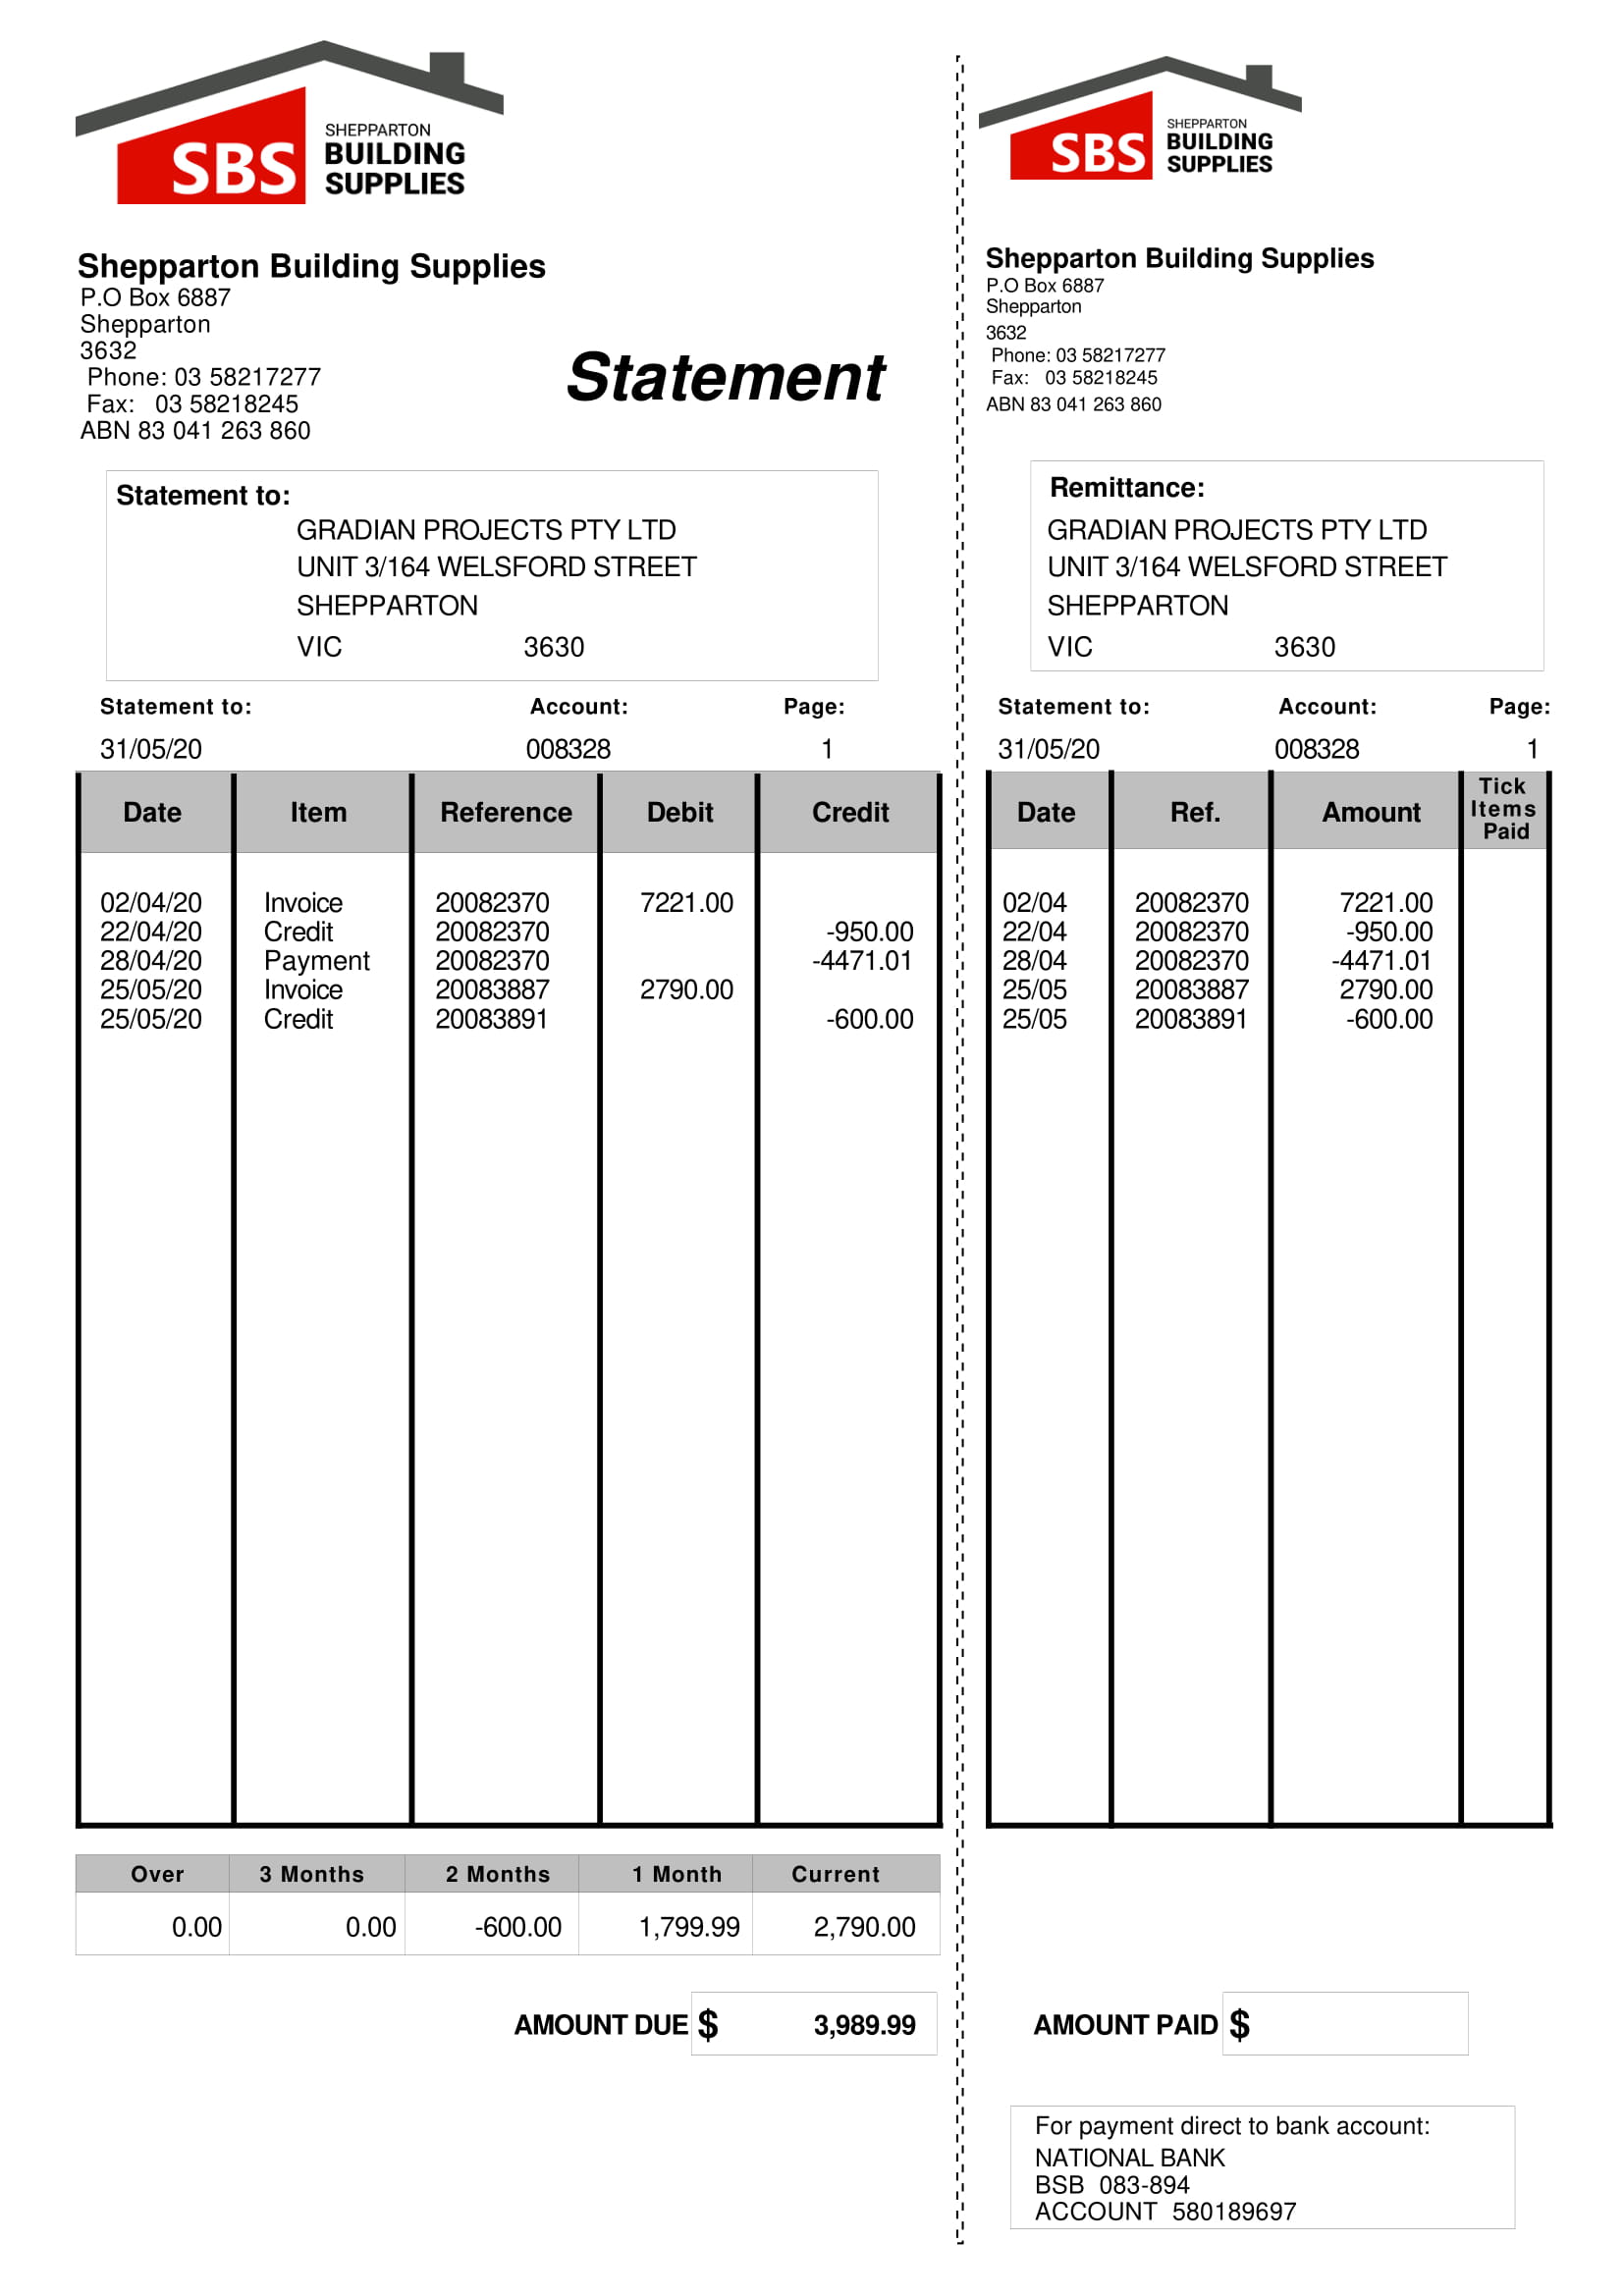 SBS
SHEPPARTON
BUILDING
SUPPLIES
Shepparton Building Supplies
P.O Box 6887
Shepparton
3632
Phone: 03 58217277
Fax: 03 58218245
ABN 83 041 263 860
Statement
Statement to:
GRADIAN PROJECTS PTY LTD
UNIT 3/164 WELSFORD STREET
SHEPPARTON
VIC 3630
Statement to: Account: Page:
31/05/20 008328 1
Date Item Reference Debit Credit
02/04/20 Invoice 20082370 7221.00
22/04/20 Credit 20082370 -950.00
28/04/20 Payment 20082370 -4471.01
25/05/20 Invoice 20083887 2790.00
25/05/20 Credit 20083891 -600.00
Over 3 Months 2 Months 1 Month Current
0.00 0.00 -600.00 1,799.99 2,790.00
AMOUNT DUE $ 3,989.99
SBS
SHEPPARTON
BUILDING
SUPPLIES
Shepparton Building Supplies
P.O Box 6887
Shepparton
3632
Phone: 03 58217277
Fax: 03 58218245
ABN 83 041 263 860
Remittance:
GRADIAN PROJECTS PTY LTD
UNIT 3/164 WELSFORD STREET
SHEPPARTON
VIC 3630
Statement to: Account: Page:
31/05/20 008328 1
Date Ref. Amount Tick Items Paid
02/04 20082370 7221.00
22/04 20082370 -950.00
28/04 20082370 -4471.01
25/05 20083887 2790.00
25/05 20083891 -600.00
AMOUNT PAID $
For payment direct to bank account:
NATIONAL BANK
BSB 083-894
ACCOUNT 580189697